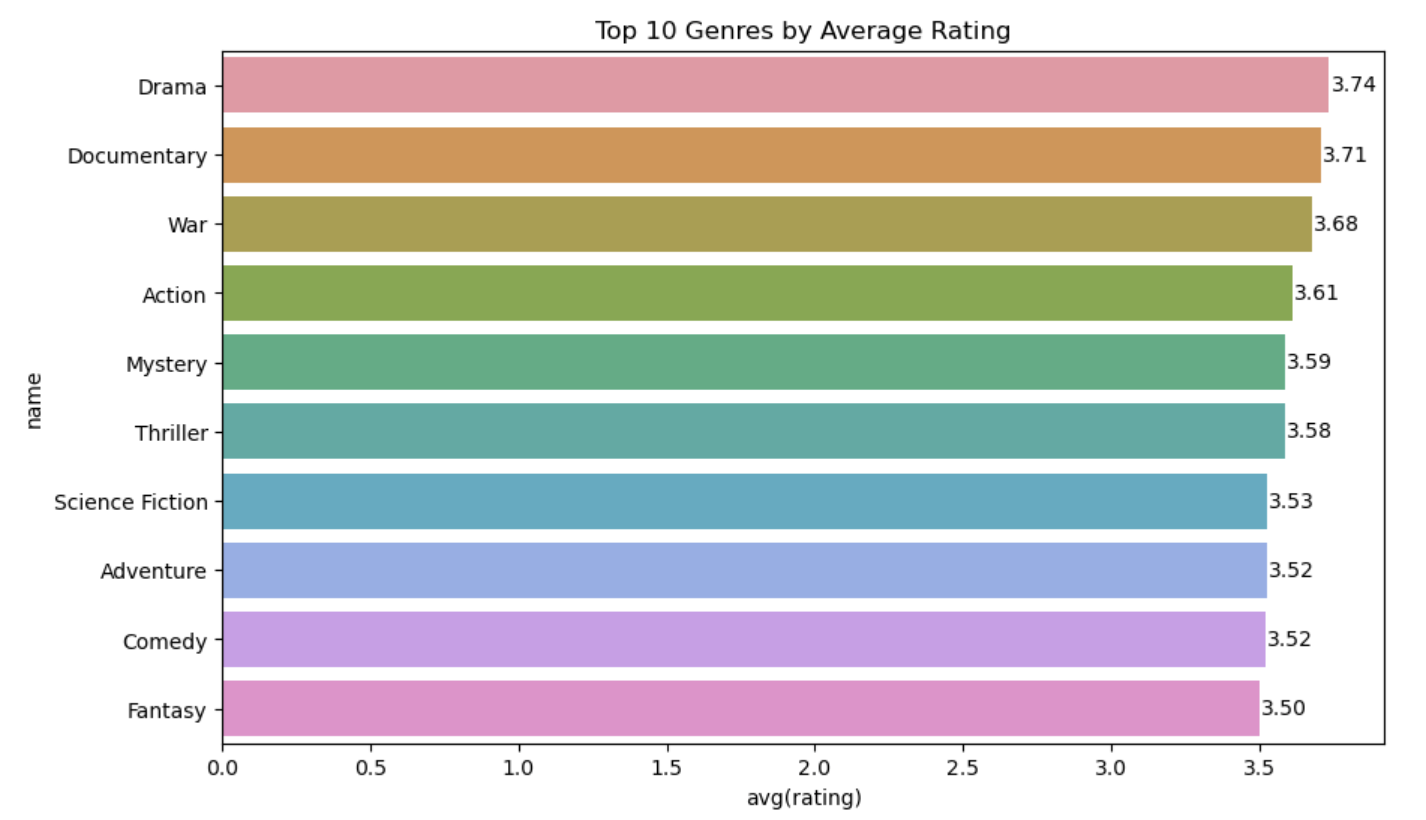 Top 10 Genres by Average Rating
Drama 3.74
Documentary 3.71
War 3.68
Action 3.61
Mystery 3.59
Thriller 3.58
Science Fiction 3.53
Adventure 3.52
Comedy 3.52
Fantasy 3.50
name
0.0 0.5 1.0 1.5 2.0 2.5 3.0 3.5
avg(rating)